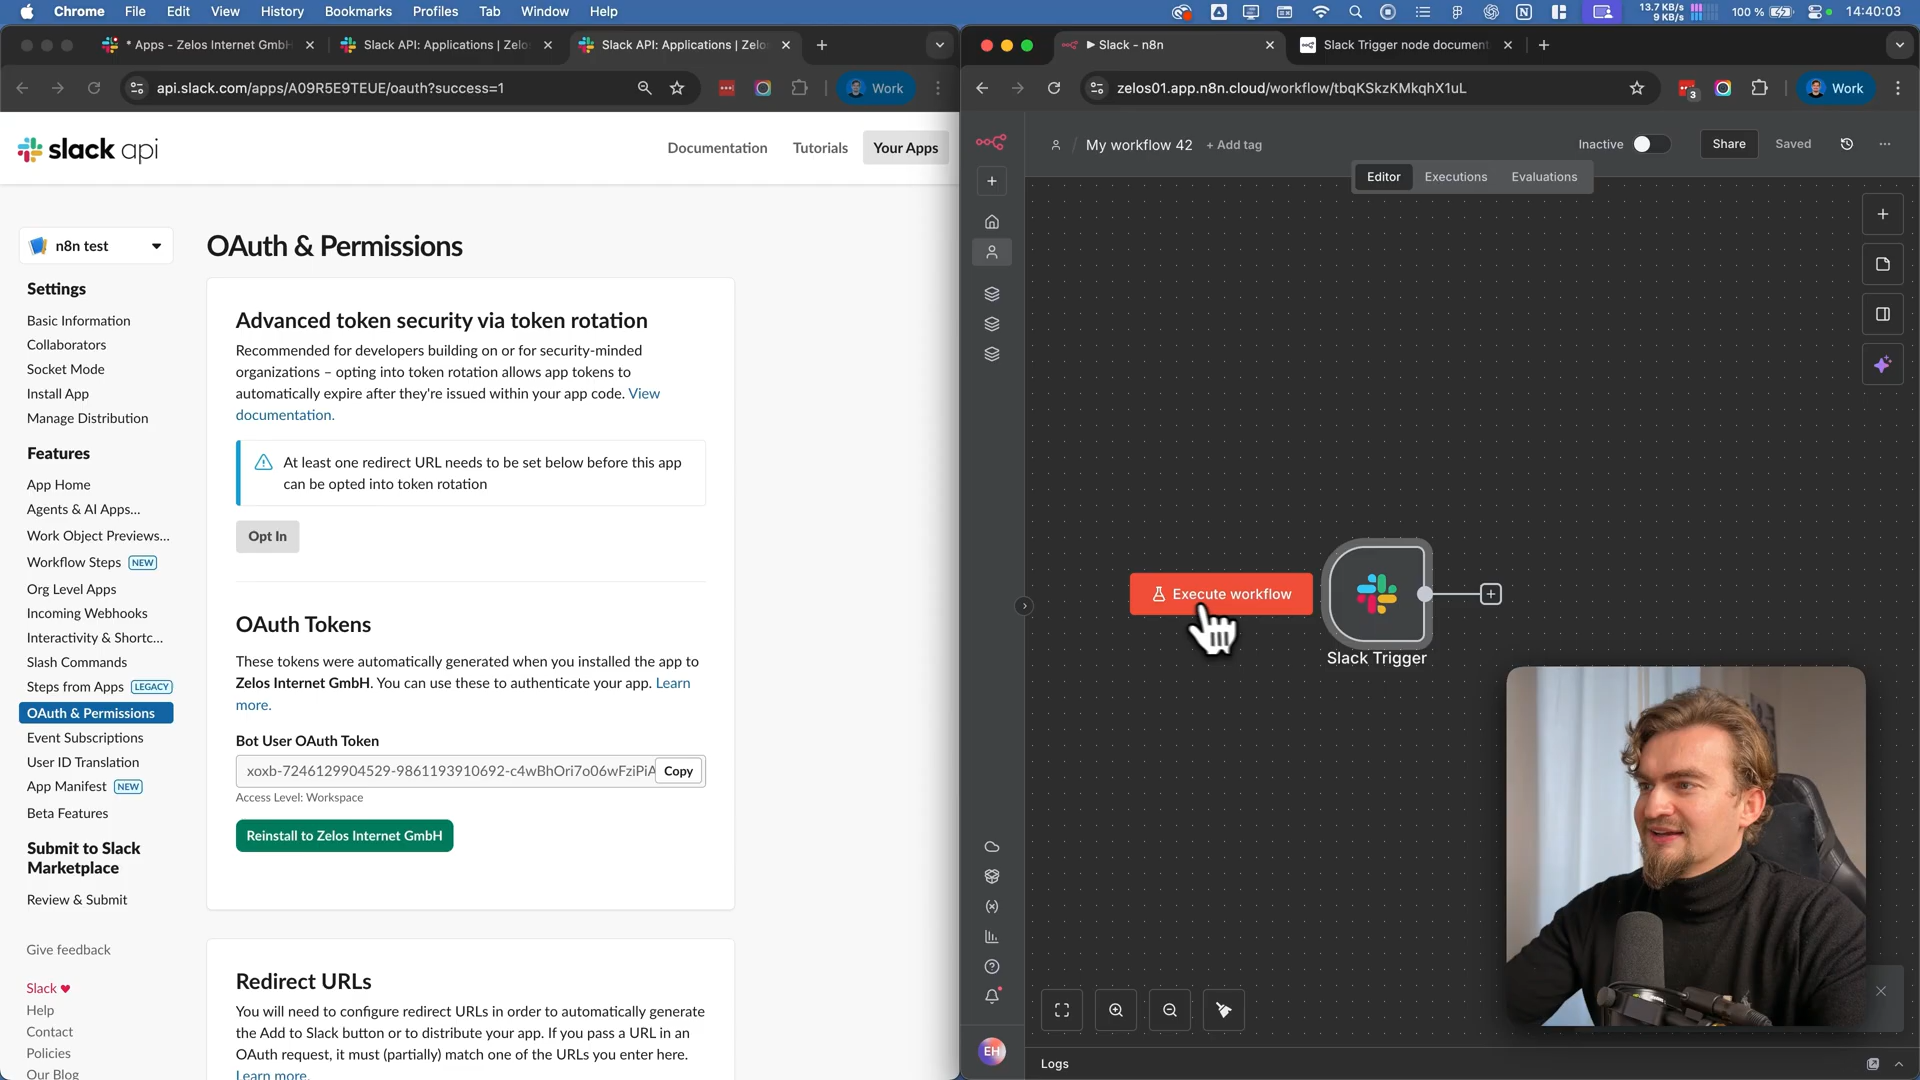 Chrome File Edit View History Bookmarks Profiles Tab Window Help
13.7 KB/s
9 KB/s
100 % 14:40:03
* Apps - Zelos Internet GmbH
Slack API: Applications | Zelo
Slack API: Applications | Zelo
api.slack.com/apps/A09R5E9TEUE/oauth?success=1
Work
slack api
Documentation Tutorials Your Apps
n8n test
Settings
Basic Information
Collaborators
Socket Mode
Install App
Manage Distribution
Features
App Home
Agents & AI Apps...
Work Object Previews...
Workflow Steps NEW
Org Level Apps
Incoming Webhooks
Interactivity & Shortc...
Slash Commands
Steps from Apps LEGACY
OAuth & Permissions
Event Subscriptions
User ID Translation
App Manifest NEW
Beta Features
Submit to Slack
Marketplace
Review & Submit
Give feedback
Slack
Help
Contact
Policies
Our Blog
OAuth & Permissions
Advanced token security via token rotation
Recommended for developers building on or for security-minded
organizations – opting into token rotation allows app tokens to
automatically expire after they're issued within your app code. View
documentation.
At least one redirect URL needs to be set below before this app
can be opted into token rotation
Opt In
OAuth Tokens
These tokens were automatically generated when you installed the app to
Zelos Internet GmbH. You can use these to authenticate your app. Learn
more.
Bot User OAuth Token
xoxb-7246129904529-9861193910692-c4wBhOri7o06wFziPiA
Copy
Access Level: Workspace
Reinstall to Zelos Internet GmbH
Redirect URLs
You will need to configure redirect URLs in order to automatically generate
the Add to Slack button or to distribute your app. If you pass a URL in an
OAuth request, it must (partially) match one of the URLs you enter here.
Learn more.
Slack - n8n
Slack Trigger node document
zelos01.app.n8n.cloud/workflow/tbqKSkzKMkqhX1uL
3
Work
/ My workflow 42 + Add tag
Inactive Share Saved
Editor Executions Evaluations
Execute workflow
Slack Trigger
EH
Logs